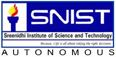 SNIST
Sreenidhi Institute of Science and Technology
AUTONOMOUS